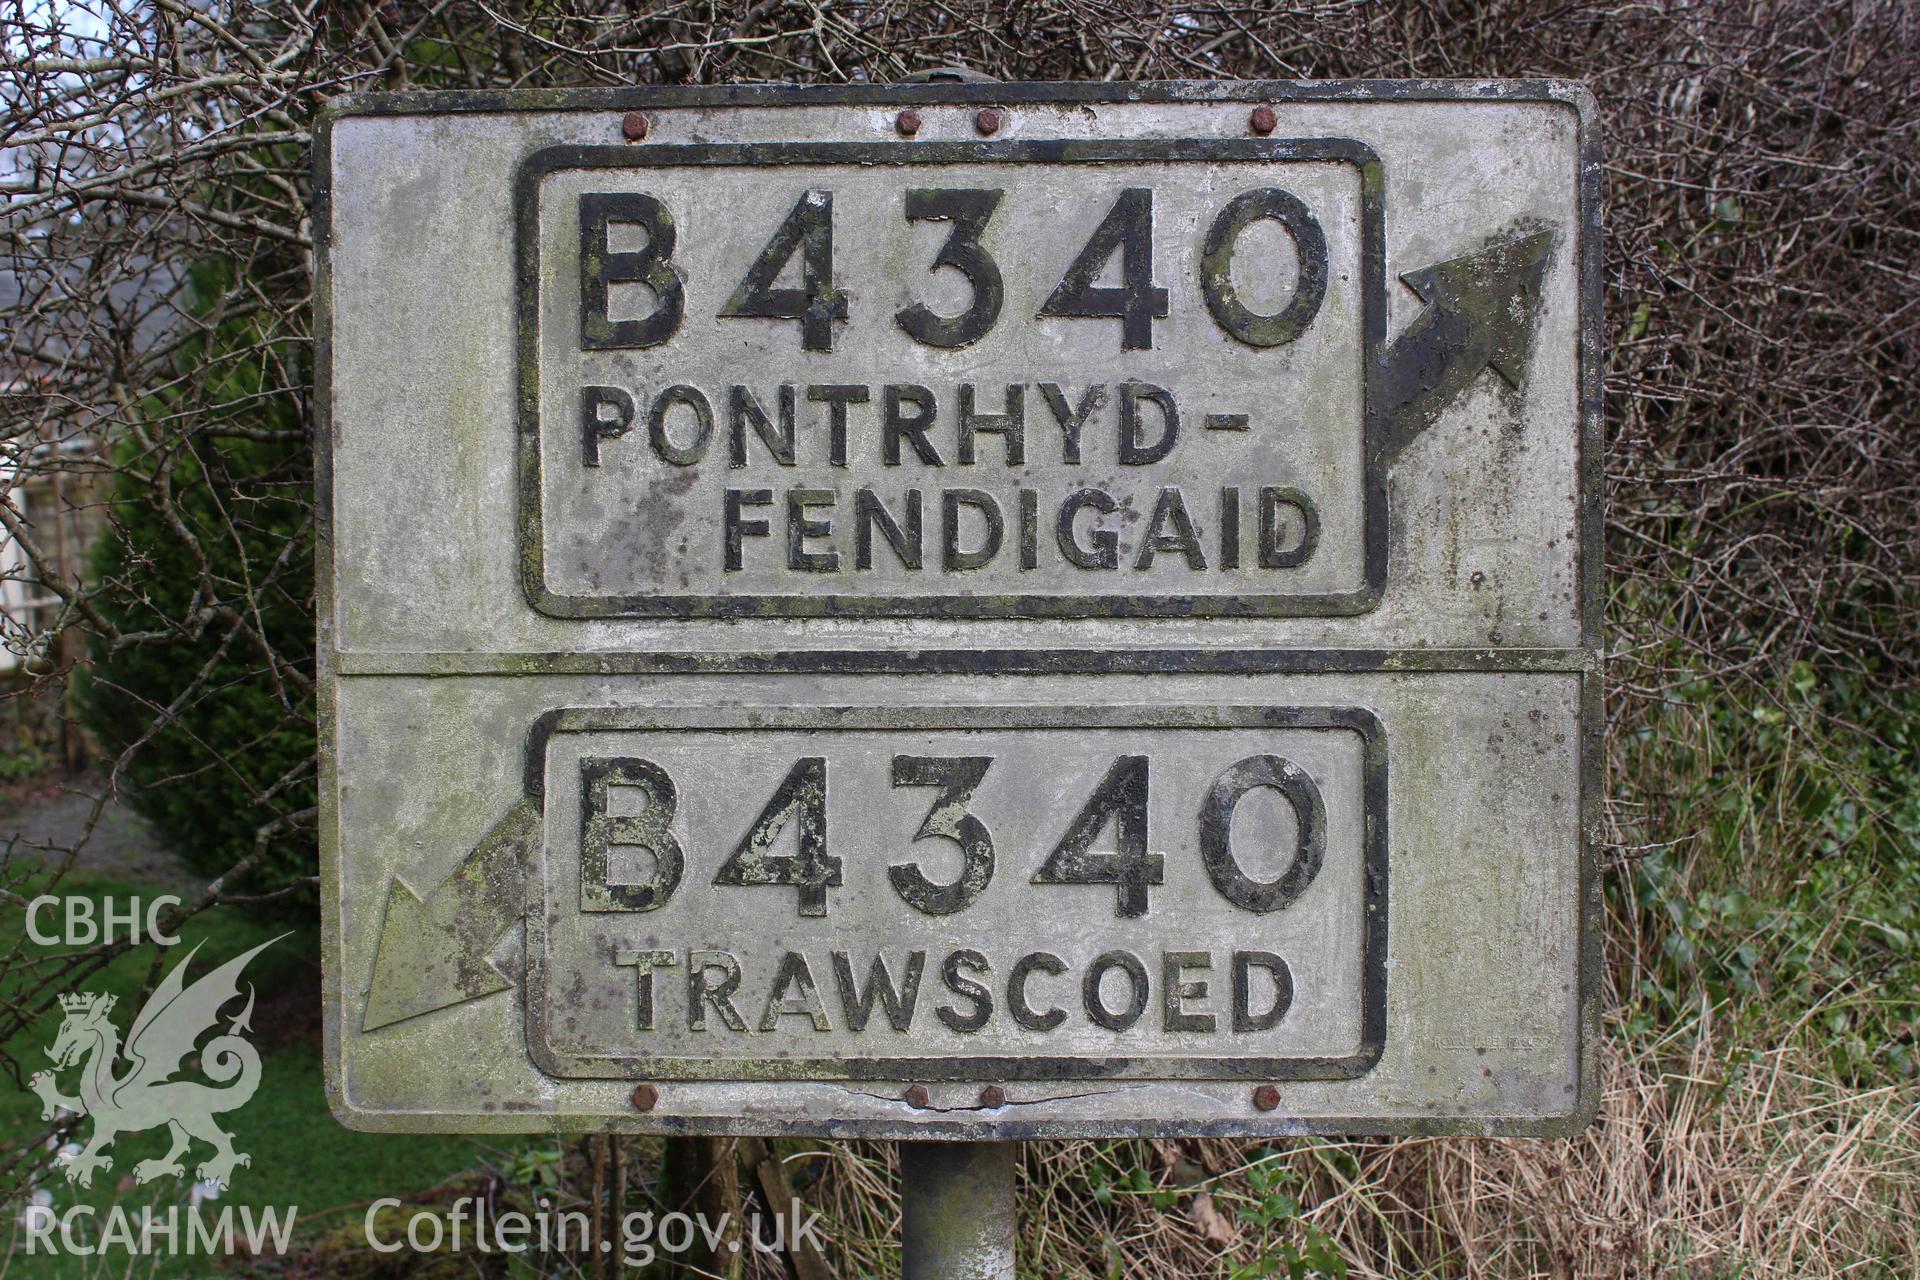 B4340
PONTRHYD-
FENDIGAID
B4340
TRAWSCOED
CBHC
RCAHMW
Coflein.gov.uk